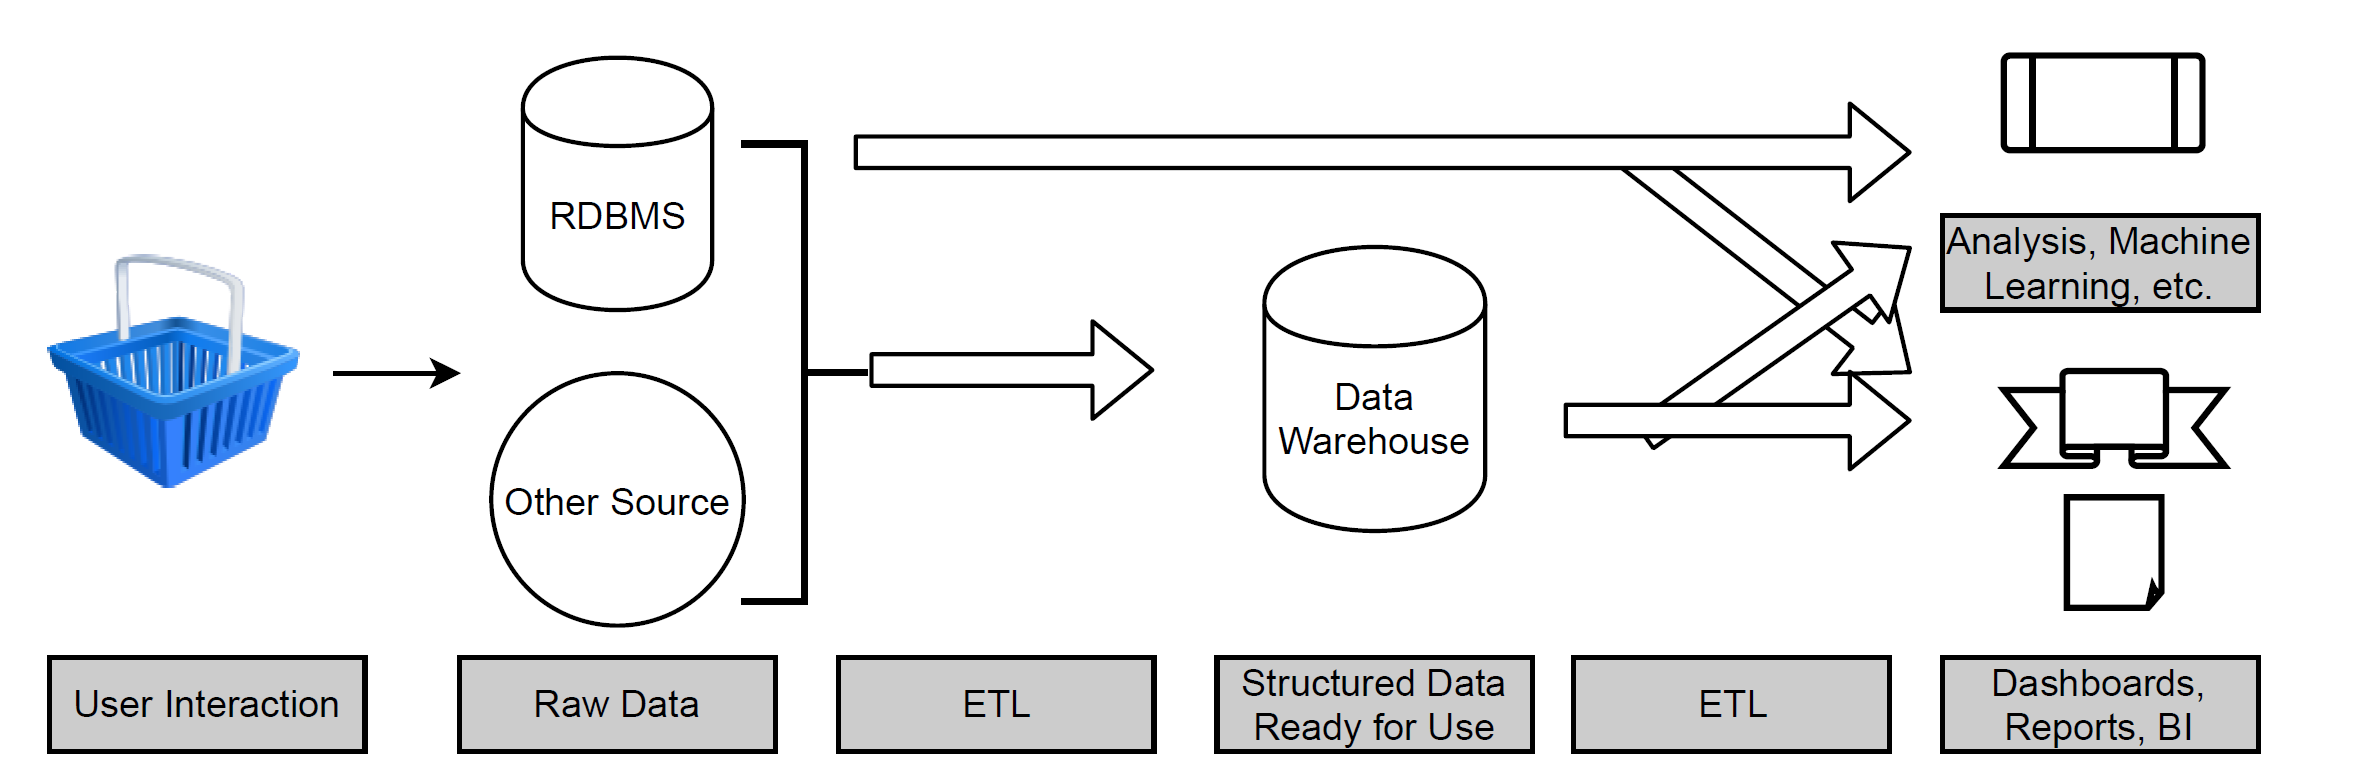 RDBMS
Other Source
Data
Warehouse
Analysis, Machine
Learning, etc.
User Interaction
Raw Data
ETL
Structured Data
Ready for Use
ETL
Dashboards,
Reports, BI